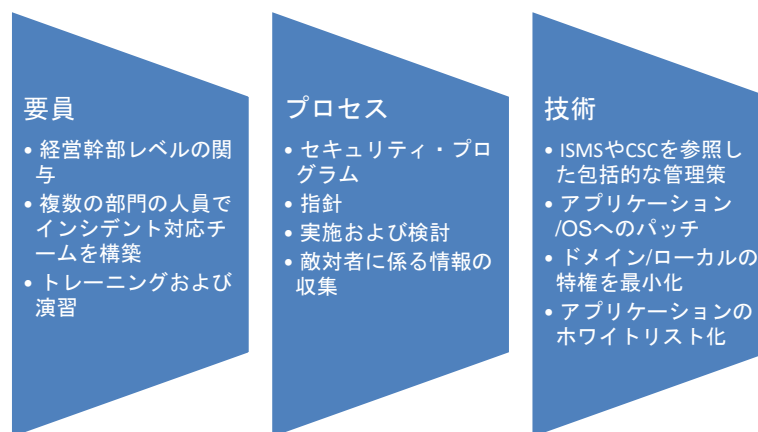 要員
• 経営幹部レベルの関
与
• 複数の部門の人員で
インシデント対応チ
ームを構築
• トレーニングおよび
演習
プロセス
• セキュリティ・プロ
グラム
• 指針
• 実施および検討
• 敵対者に係る情報の
収集
技術
• ISMSやCSCを参照し
た包括的な管理策
• アプリケーション
/OSへのパッチ
• ドメイン/ローカルの
特権を最小化
• アプリケーションの
ホワイトリスト化